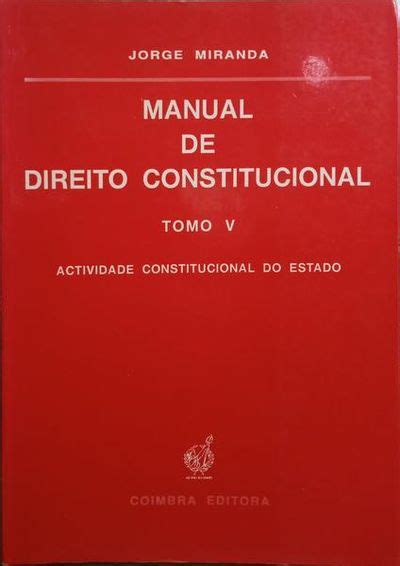 JORGE MIRANDA
MANUAL
DE
DIREITO CONSTITUCIONAL
TOMO V
ACTIVIDADE CONSTITUCIONAL DO ESTADO
COIMBRA EDITORA